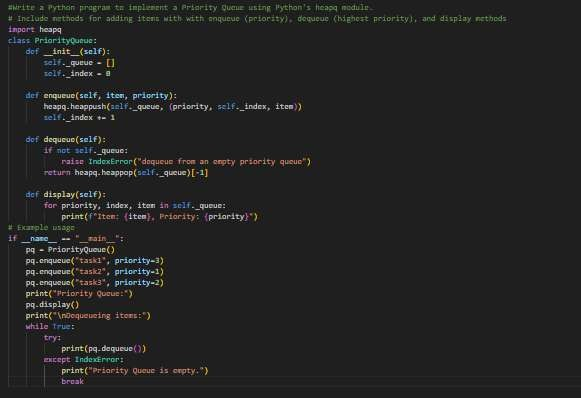 #Write a Python program to implement a Priority Queue using Python's heapq module.
# Include methods for adding items with with enqueue (priority), dequeue (highest priority), and display methods
import heapq
class PriorityQueue:
    def __init__(self):
        self._queue = []
        self._index = 0

    def enqueue(self, item, priority):
        heapq.heappush(self._queue, (priority, self._index, item))
        self._index += 1

    def dequeue(self):
        if not self._queue:
            raise IndexError("dequeue from an empty priority queue")
        return heapq.heappop(self._queue)[-1]

    def display(self):
        for priority, index, item in self._queue:
            print(f"Item: {item}, Priority: {priority}")
# Example usage
if __name__ == "__main__":
    pq = PriorityQueue()
    pq.enqueue("task1", priority=3)
    pq.enqueue("task2", priority=1)
    pq.enqueue("task3", priority=2)
    print("Priority Queue:")
    pq.display()
    print("\nDequeueing items:")
    while True:
        try:
            print(pq.dequeue())
        except IndexError:
            print("Priority Queue is empty.")
            break